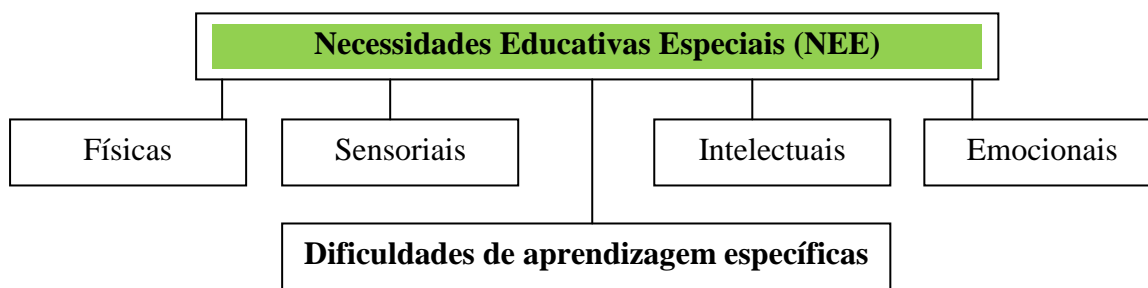 Necessidades Educativas Especiais (NEE)
Físicas
Sensoriais
Intelectuais
Emocionais
Dificuldades de aprendizagem específicas